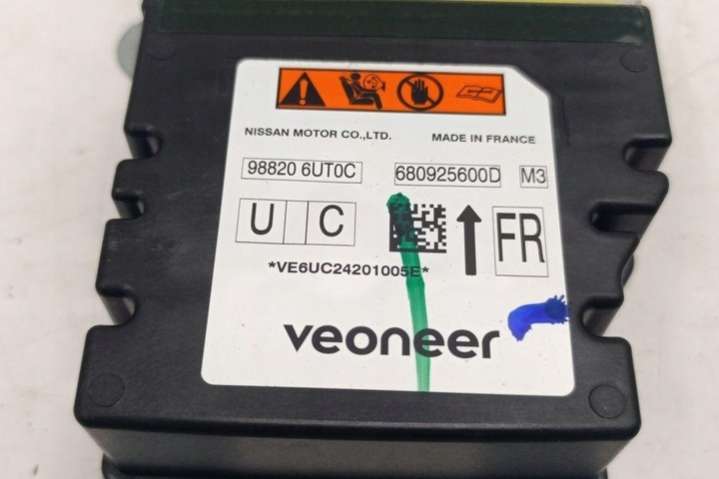 NISSAN MOTOR CO.,LTD. MADE IN FRANCE
98820 6UT0C 680925600D M3
U C FR
*VE6UC24201005E*
veoneer